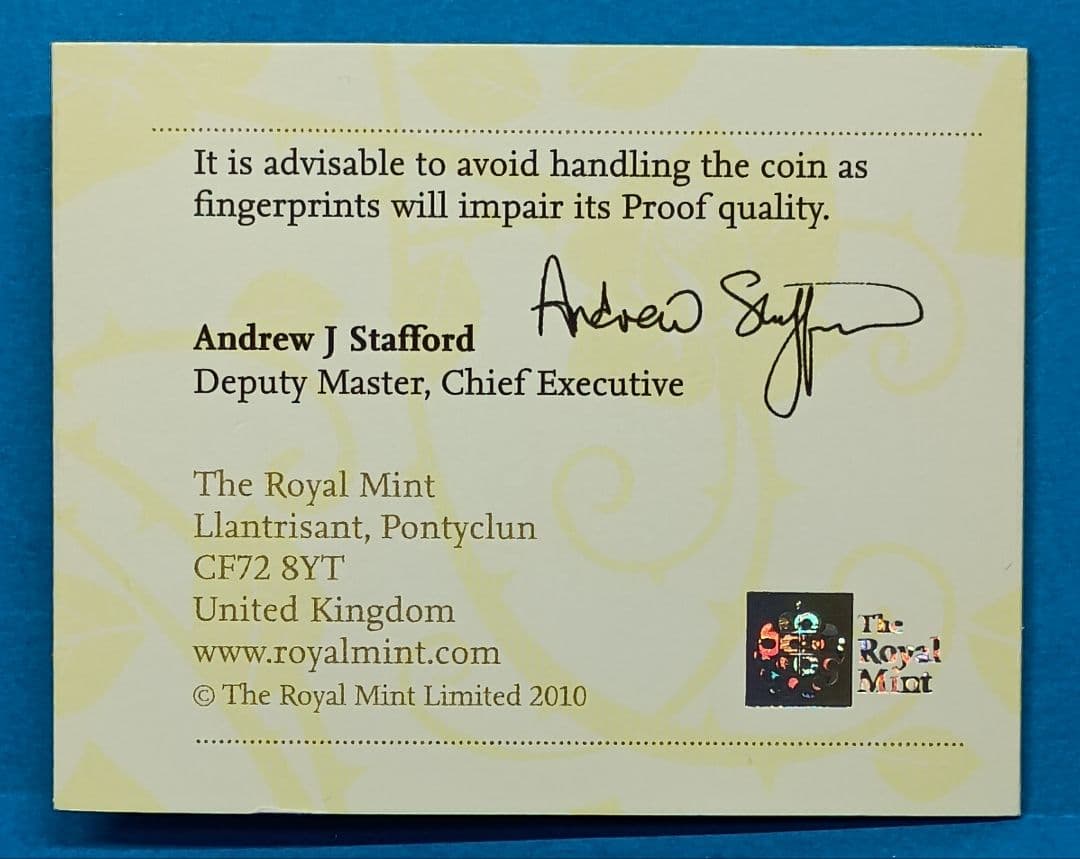 It is advisable to avoid handling the coin as
fingerprints will impair its Proof quality.
Andrew Stafford
Andrew J Stafford
Deputy Master, Chief Executive
The Royal Mint
Llantrisant, Pontyclun
CF72 8YT
United Kingdom
www.royalmint.com
© The Royal Mint Limited 2010
The
Royal
Mint